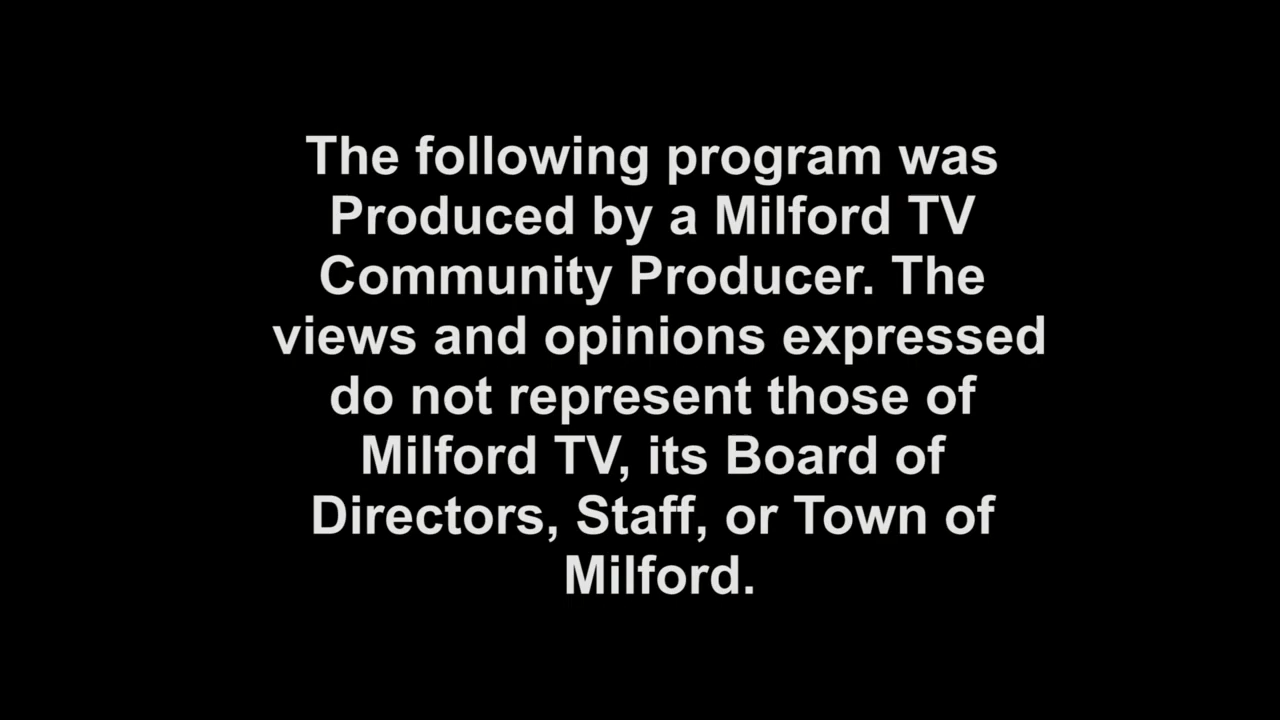 The following program was
Produced by a Milford TV
Community Producer. The
views and opinions expressed
do not represent those of
Milford TV, its Board of
Directors, Staff, or Town of
Milford.